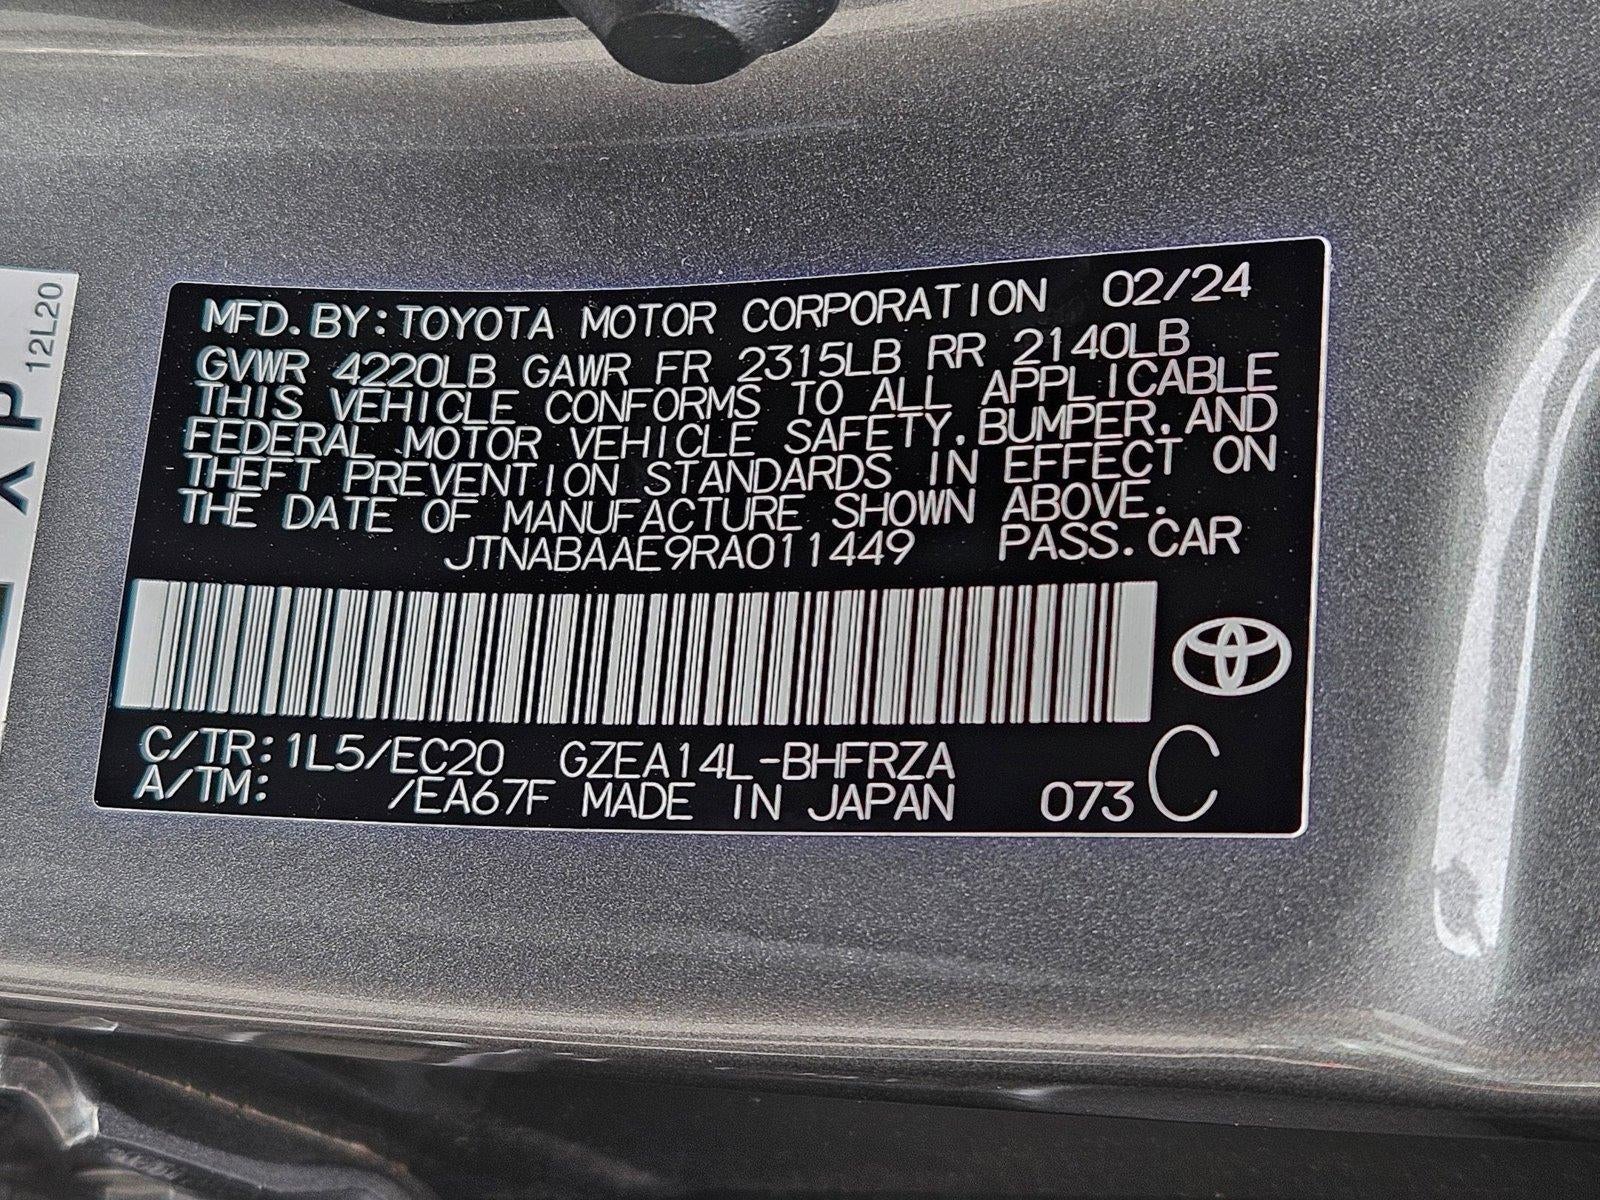 MFD.BY:TOYOTA MOTOR CORPORATION 02/24
GVWR 4220LB GAWR FR 2315LB RR 2140LB
THIS VEHICLE CONFORMS TO ALL APPLICABLE
FEDERAL MOTOR VEHICLE SAFETY, BUMPER, AND
THEFT PREVENTION STANDARDS IN EFFECT ON
THE DATE OF MANUFACTURE SHOWN ABOVE.
JTNABAAE9RA011449 PASS.CAR
C/TR:1L5/EC20 GZEA14L-BHFRZA
A/TM: /EA67F MADE IN JAPAN 073 C
12L20